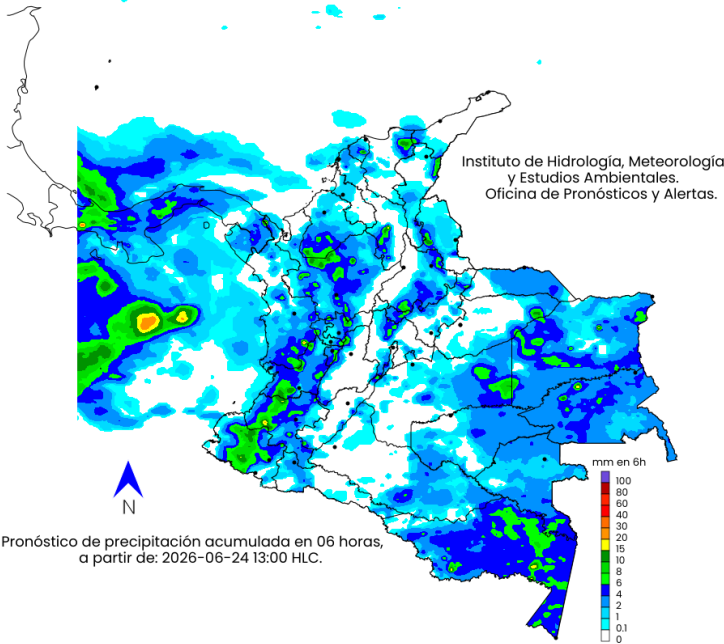 Instituto de Hidrología, Meteorología
y Estudios Ambientales.
Oficina de Pronósticos y Alertas.
mm en 6h
100
80
60
40
30
20
15
10
8
6
4
2
1
0.1
0
N
Pronóstico de precipitación acumulada en 06 horas,
a partir de: 2026-06-24 13:00 HLC.